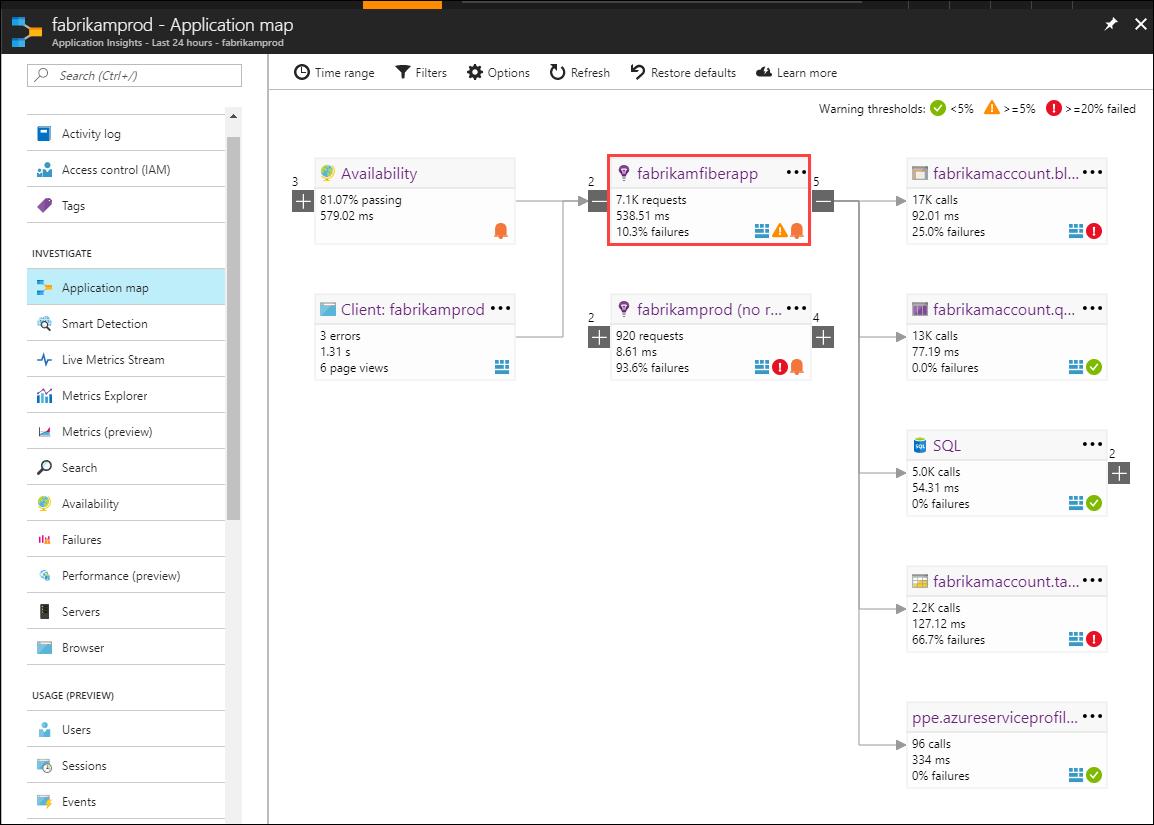 fabrikamprod - Application map
Application Insights - Last 24 hours - fabrikamprod
Search (Ctrl+/)
Activity log
Access control (IAM)
Tags
INVESTIGATE
Application map
Smart Detection
Live Metrics Stream
Metrics Explorer
Metrics (preview)
Search
Availability
Failures
Performance (preview)
Servers
Browser
USAGE (PREVIEW)
Users
Sessions
Events
Time range Filters Options Refresh Restore defaults Learn more
Warning thresholds: <5% >=5% >=20% failed
3
Availability
81.07% passing
579.02 ms
Client: fabrikamprod
3 errors
1.31 s
6 page views
2
fabrikamfiberapp
5
7.1K requests
538.51 ms
10.3% failures
2
fabrikamprod (no r...
4
920 requests
8.61 ms
93.6% failures
fabrikamaccount.bl...
17K calls
92.01 ms
25.0% failures
fabrikamaccount.q...
13K calls
77.19 ms
0.0% failures
SQL
SQL
2
5.0K calls
54.31 ms
0% failures
fabrikamaccount.ta...
2.2K calls
127.12 ms
66.7% failures
ppe.azureserviceprofil...
96 calls
334 ms
0% failures